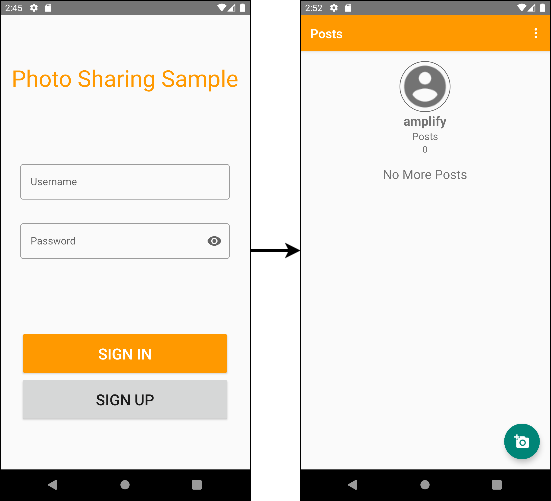 2:45
Photo Sharing Sample
Username
Password
SIGN IN
SIGN UP
2:52
Posts
amplify
Posts
0
No More Posts